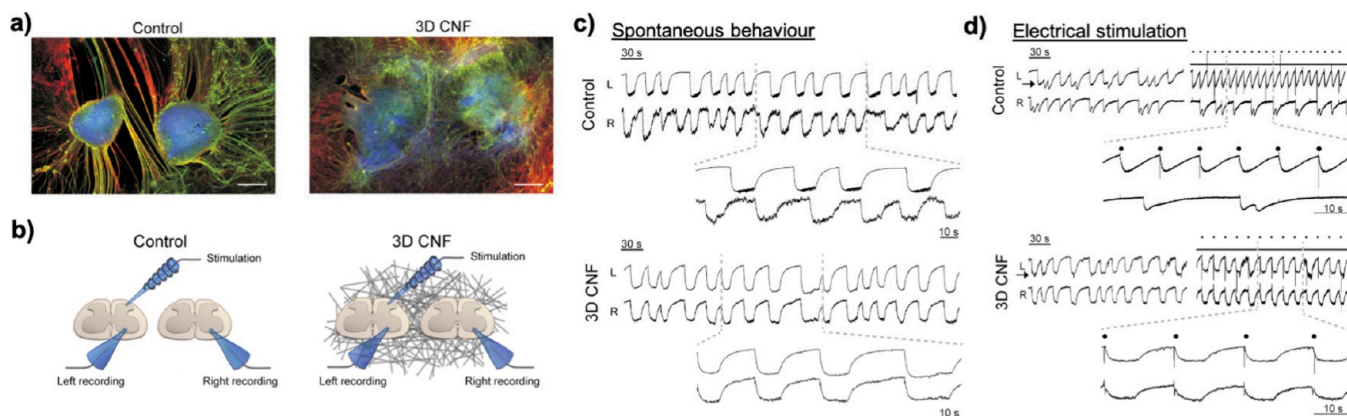 a)
Control
3D CNF
b)
Control
Stimulation
Left recording
Right recording
3D CNF
Stimulation
Left recording
Right recording
c)
Spontaneous behaviour
30 s
Control
L
R
10 s
30 s
3D CNF
L
R
10 s
d)
Electrical stimulation
30 s
Control
L
R
10 s
30 s
3D CNF
L
R
10 s